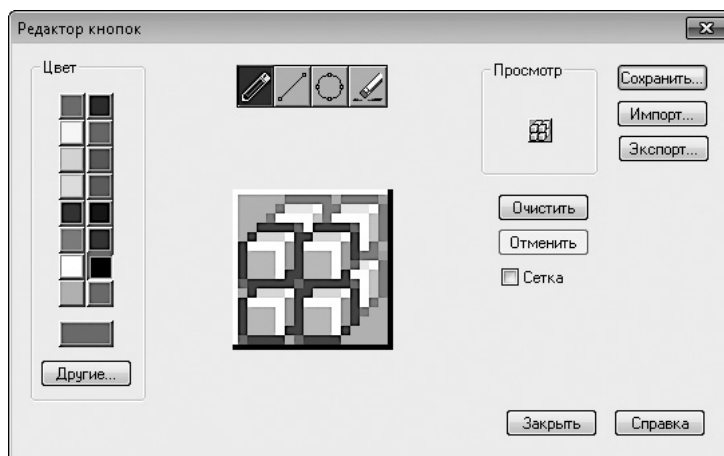 Редактор кнопок
Цвет
Просмотр
Сохранить...
Импорт...
Экспорт...
Очистить
Отменить
Сетка
Другие...
Закрыть
Справка